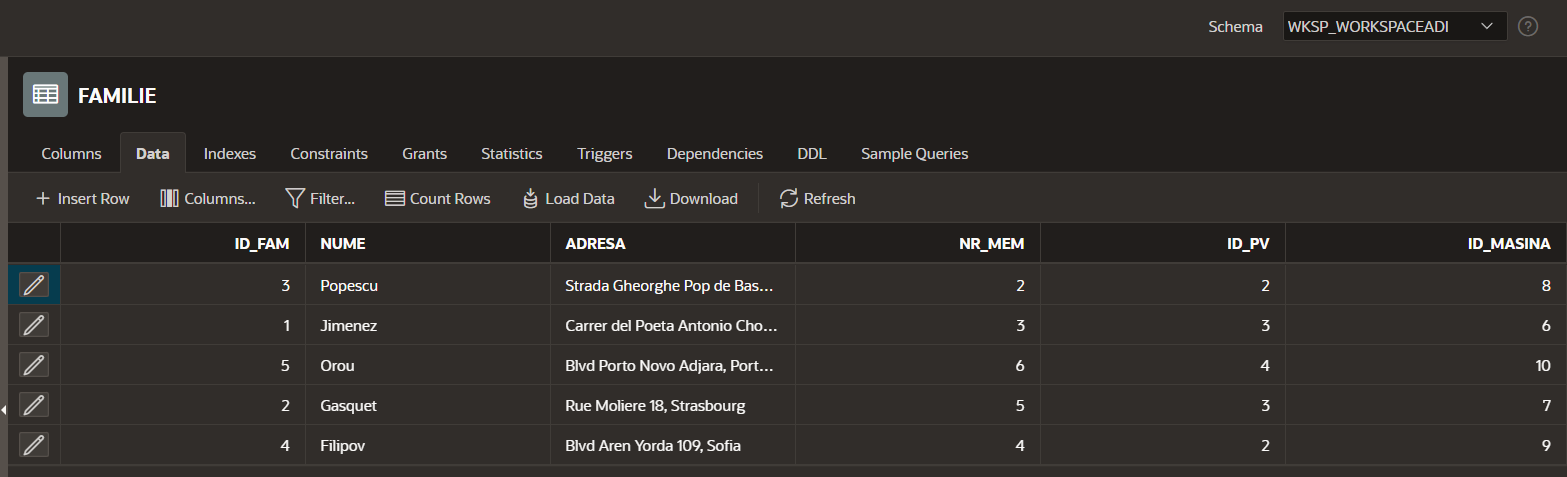 Schema WKSP_WORKSPACEADI ?
FAMILIE
Columns Data Indexes Constraints Grants Statistics Triggers Dependencies DDL Sample Queries
+ Insert Row Columns... Filter... Count Rows Load Data Download Refresh
ID_FAM NUME ADRESA NR_MEM ID_PV ID_MASINA
3 Popescu Strada Gheorghe Pop de Bas... 2 2 8
1 Jimenez Carrer del Poeta Antonio Cho... 3 3 6
5 Orou Blvd Porto Novo Adjara, Port... 6 4 10
2 Gasquet Rue Moliere 18, Strasbourg 5 3 7
4 Filipov Blvd Aren Yorda 109, Sofia 4 2 9